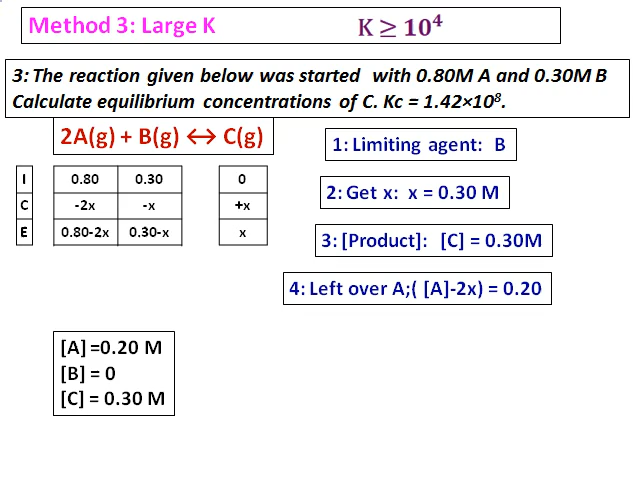 Method 3: Large K
K ≥ 10⁴
3: The reaction given below was started with 0.80M A and 0.30M B
Calculate equilibrium concentrations of C. Kc = 1.42×10⁸.
2A(g) + B(g) ↔ C(g)
I 0.80 0.30 0
C -2x -x +x
E 0.80-2x 0.30-x x
1: Limiting agent: B
2: Get x: x = 0.30 M
3: [Product]: [C] = 0.30M
4: Left over A;( [A]-2x) = 0.20
[A] =0.20 M
[B] = 0
[C] = 0.30 M